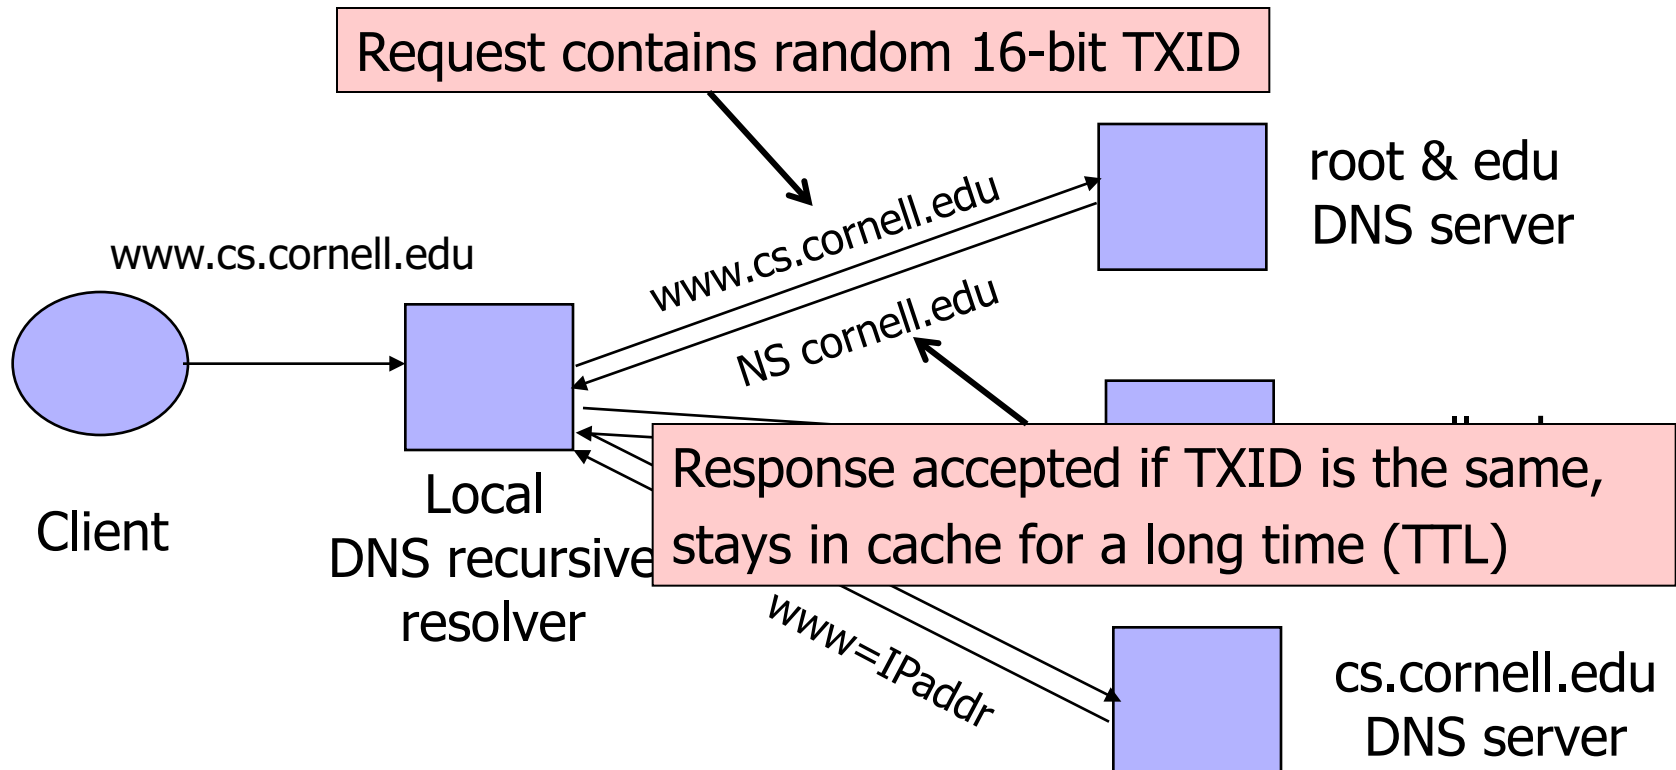 Request contains random 16-bit TXID
root & edu
DNS server
www.cs.cornell.edu
www.cs.cornell.edu
NS cornell.edu
Response accepted if TXID is the same,
stays in cache for a long time (TTL)
Client
Local
DNS recursive
resolver
www=IPaddr
cs.cornell.edu
DNS server